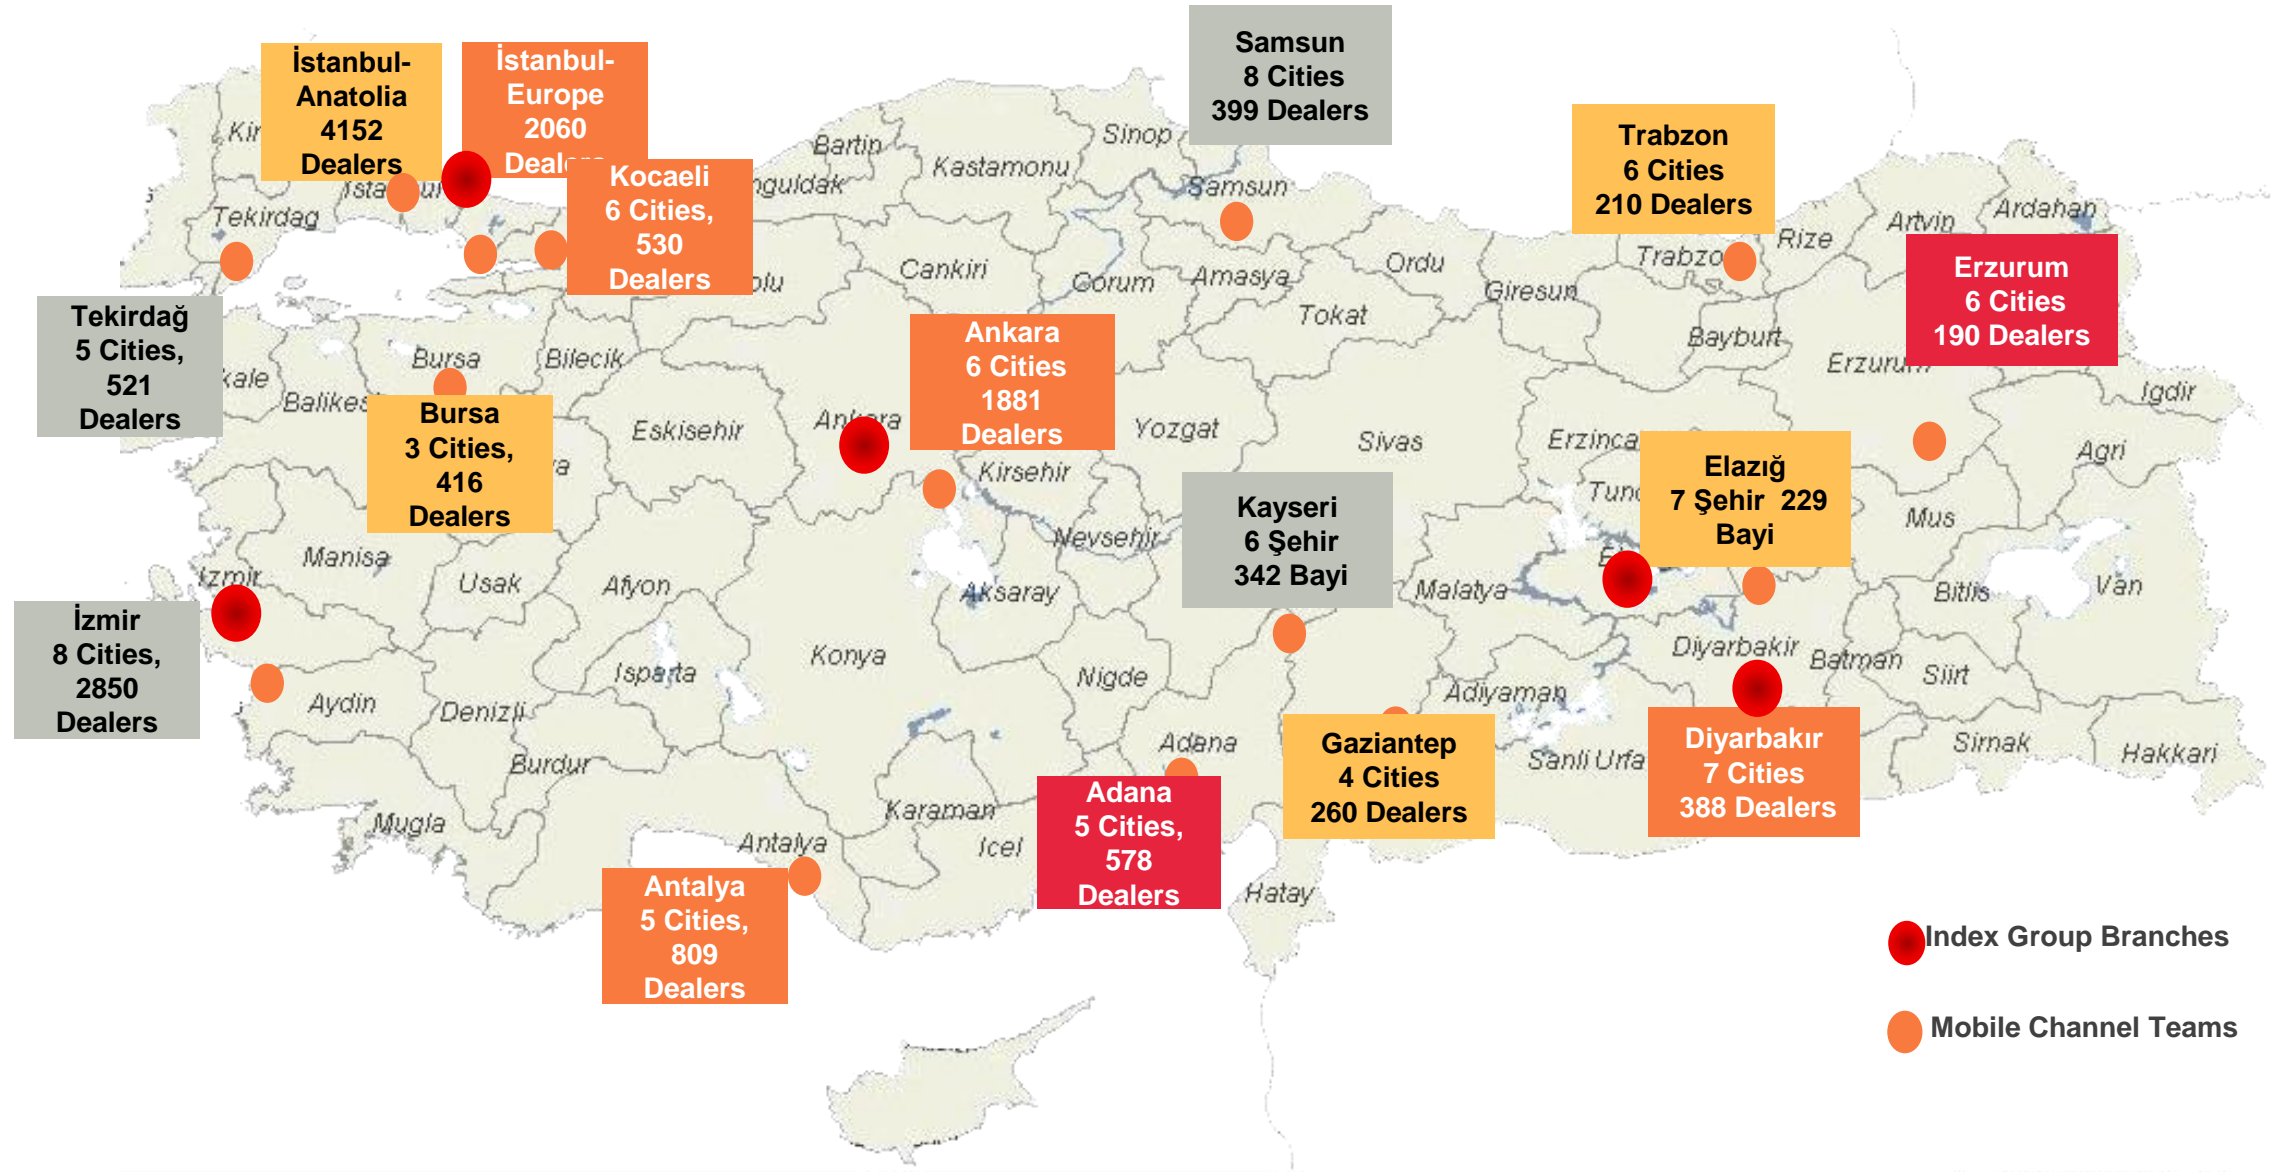 İstanbul-
Anatolia
4152
Dealers
İstanbul-
Europe
2060
Kocaeli
6 Cities,
530
Dealers
Samsun
8 Cities
399 Dealers
Trabzon
6 Cities
210 Dealers
Erzurum
6 Cities
190 Dealers
Tekirdağ
5 Cities,
521
Dealers
Bursa
3 Cities,
416
Dealers
Ankara
6 Cities
1881
Dealers
Kayseri
6 Şehir
342 Bayi
Elazığ
7 Şehir 229
Bayi
İzmir
8 Cities,
2850
Dealers
Antalya
5 Cities,
809
Dealers
Adana
5 Cities,
578
Dealers
Gaziantep
4 Cities
260 Dealers
Diyarbakır
7 Cities
388 Dealers
Bartin
Kastamonu
Sinop
Samsun
Tekirdag
Cankiri
Corum
Amasya
Ordu
Giresun
Rize
Artvin
Ardahan
Tokat
Bayburt
Erzurum
Igdir
Bursa
Bilecik
Eskisehir
Ankara
Yozgat
Sivas
Agri
Kirsehir
Mus
Nevsehir
Manisa
Usak
Afyon
Aksaray
Malatya
Bitlis
Van
Izmir
Konya
Isparta
Nigde
Diyarbakir
Batman
Siirt
Adiyaman
Aydin
Denizli
Burdur
Adana
Sanli Urfa
Sirnak
Hakkari
Mugla
Antalya
Karaman
Icel
Hatay
Index Group Branches
Mobile Channel Teams